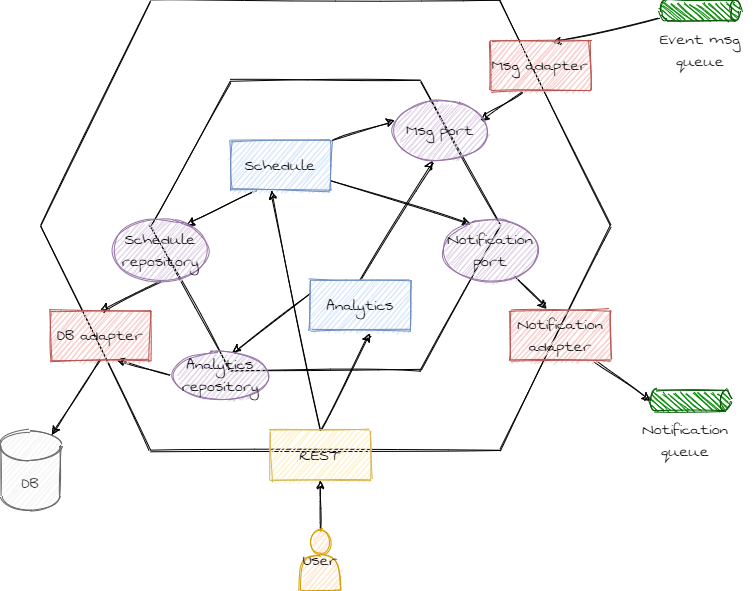 Event msg
queue
Msg adapter
Msg port
Schedule
Schedule
repository
Notification
port
Analytics
DB adapter
Notification
adapter
Analytics
repository
Notification
queue
REST
DB
User